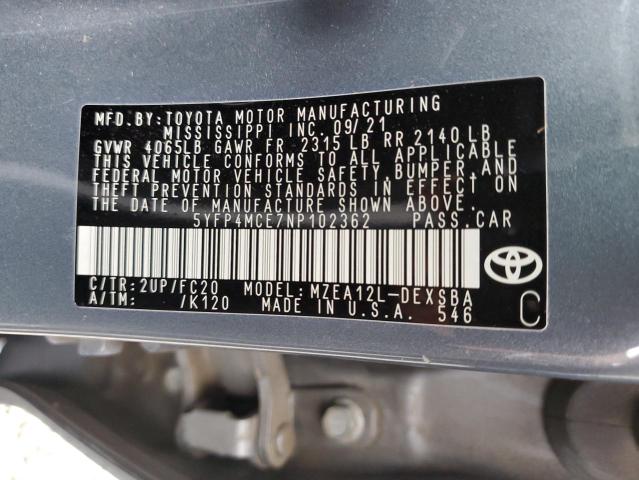 MFD. BY: TOYOTA MOTOR MANUFACTURING
MISSISSIPPI INC. 09/21
GVWR 4065LB GAWR FR 2315 LB RR 2140 LB
THIS VEHICLE CONFORMS TO ALL APPLICABLE
FEDERAL MOTOR VEHICLE SAFETY, BUMPER, AND
THEFT PREVENTION STANDARDS IN EFFECT ON
THE DATE OF MANUFACTURE SHOWN ABOVE.
5YFP4MCE7NP102362 PASS. CAR
C/TR: 2UP/FC20 MODEL: MZEA12L-DEXSBA
A/TM: /K120 MADE IN U.S.A. 546
C